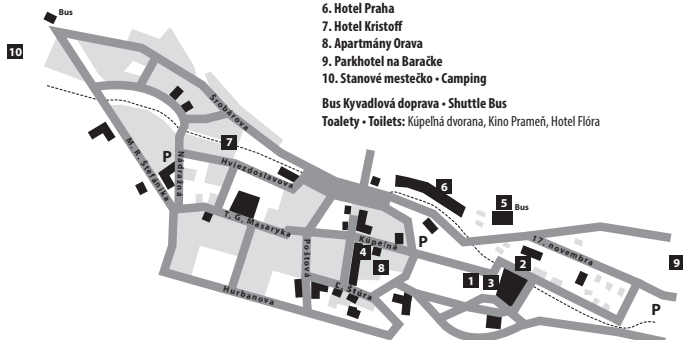 6. Hotel Praha
7. Hotel Kristoff
8. Apartmány Orava
9. Parkhotel na Baračke
10. Stanové mestečko • Camping
Bus Kyvadlová doprava • Shuttle Bus
Toalety • Toilets: Kúpeľná dvorana, Kino Prameň, Hotel Flóra
Bus
10
Šrobárova
7
P
M. R. Štefánika
Nádražná
Hviezdoslavova
6
5
Bus
T. G. Masaryka
Kúpeľná
P
17. novembra
4
8
Poštová
2
9
1
3
Ľ. Štúra
Hurbanova
P